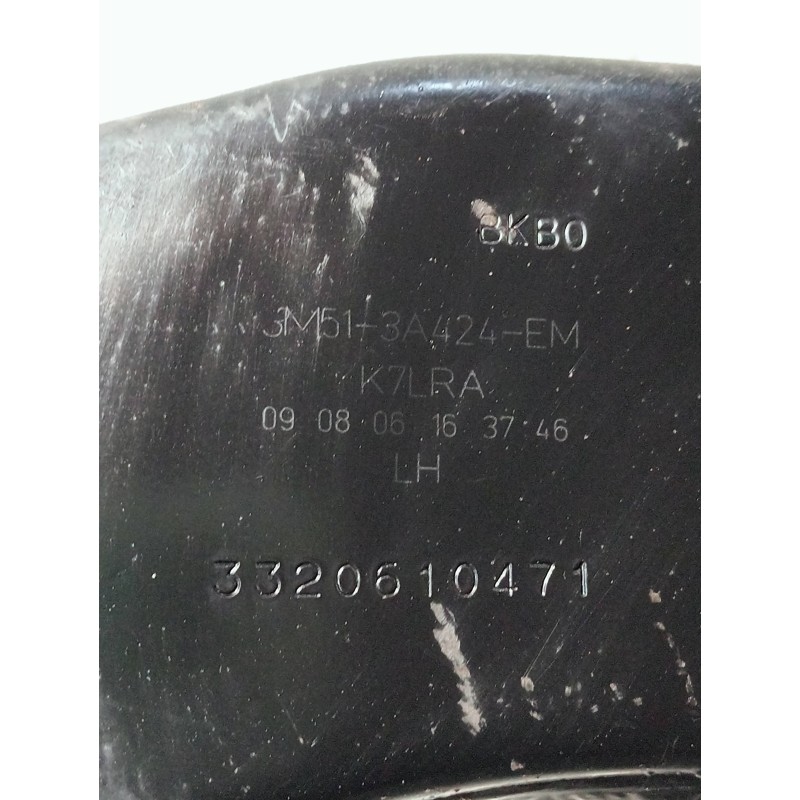 8KB0
3M51-3A424-EM
K7LRA
09 08 06 16 37 46
LH
3320610471